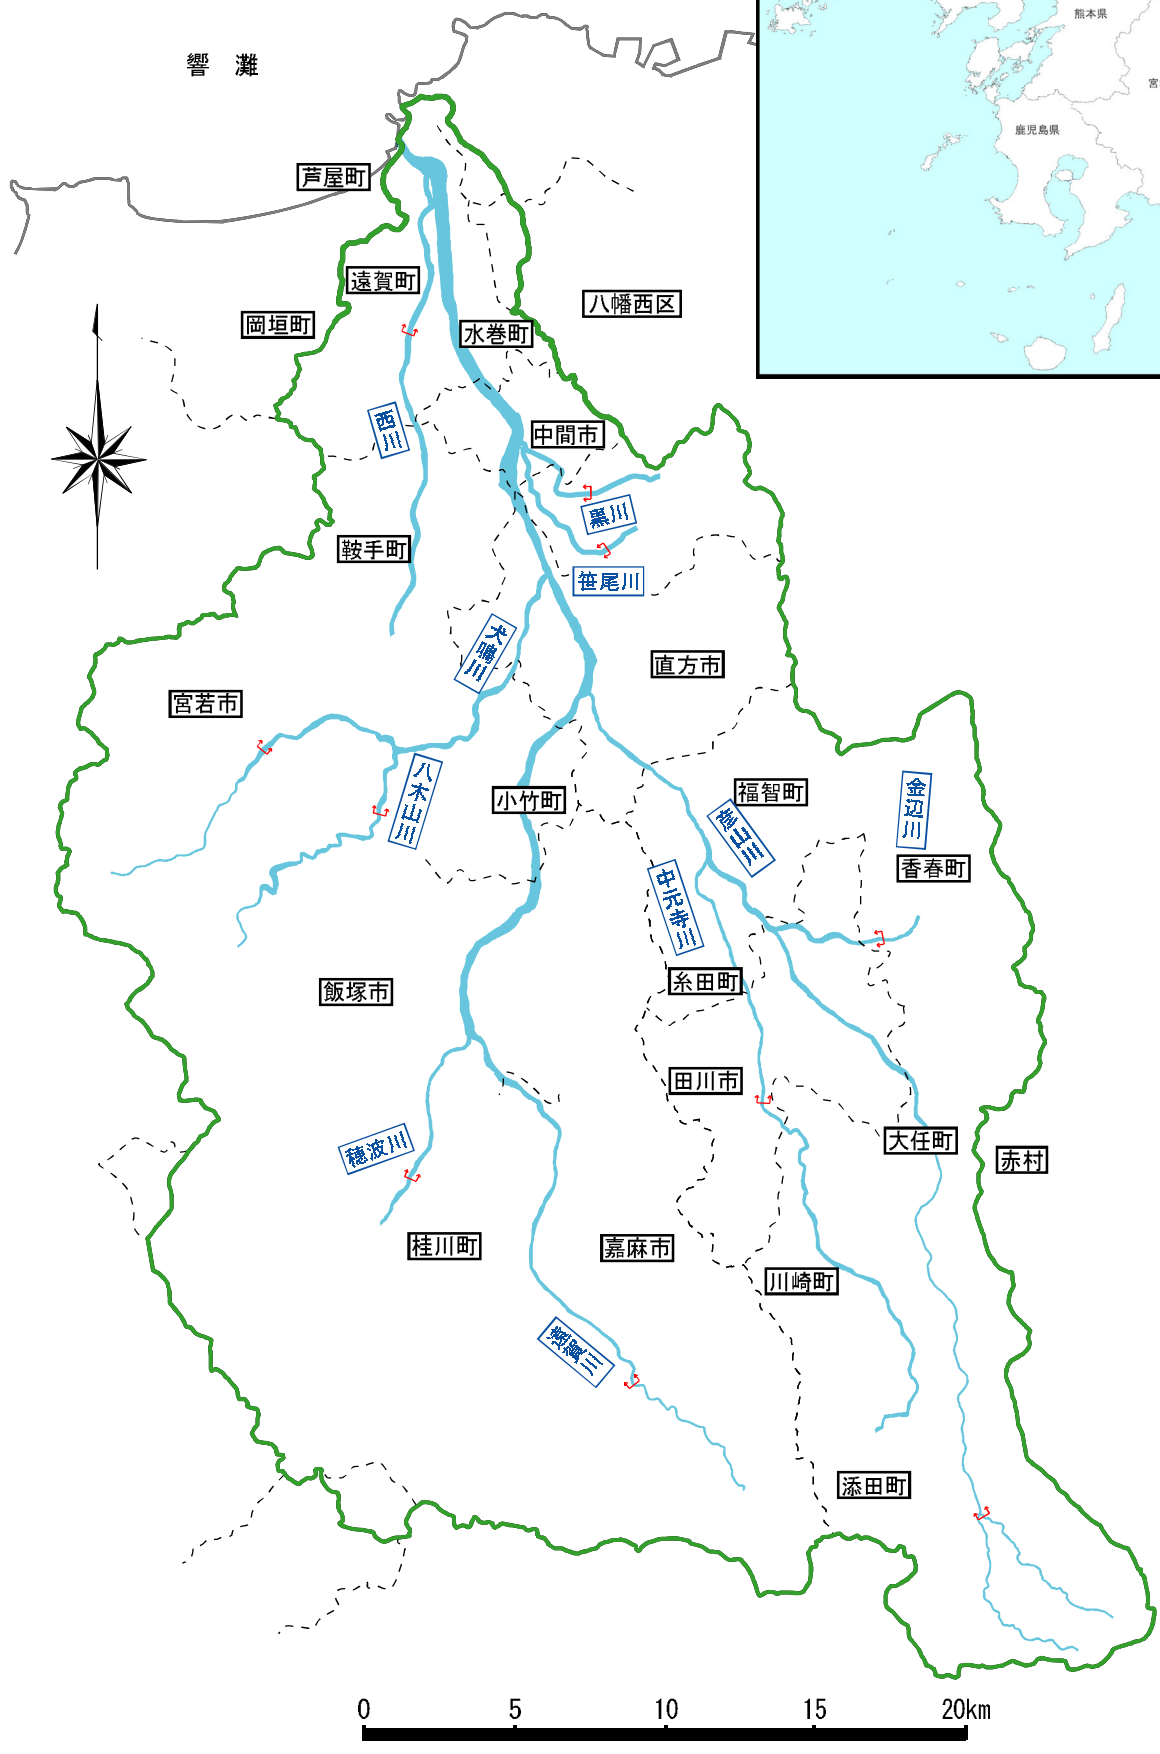 熊本県
宮
鹿児島県
響 灘
芦屋町
遠賀町
八幡西区
岡垣町
水巻町
西川
中間市
黒川
鞍手町
笹尾川
犬鳴川
直方市
宮若市
八木山川
小竹町
福智町
金辺川
彦山川
香春町
中元寺川
糸田町
飯塚市
田川市
大任町
赤村
穂波川
桂川町
嘉麻市
川崎町
遠賀川
添田町
0 5 10 15 20km